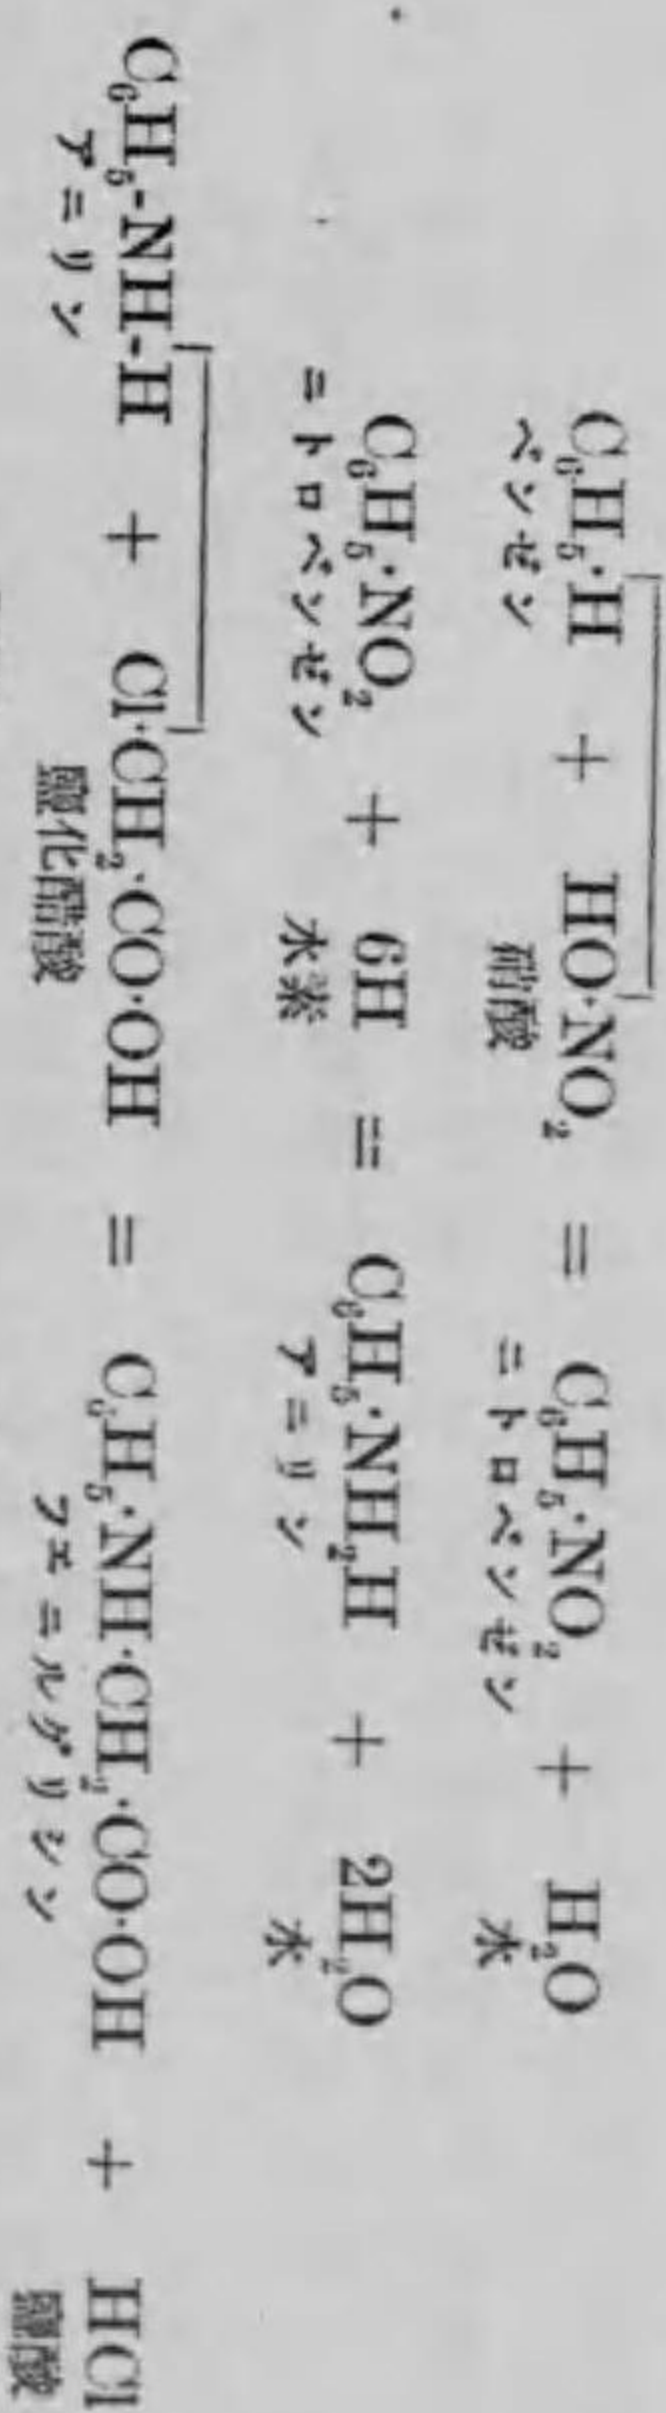 C₆H₅·H + HO·NO₂ = C₆H₅·NO₂ + H₂O
ベンゼン 硝酸 ニトロベンゼン 水
C₆H₅·NO₂ + 6H = C₆H₅·NH₂H + 2H₂O
ニトロベンゼン 水素 アニリン 水
C₆H₅-NH-H + Cl·CH₂·CO·OH = C₆H₅·NH·CH₂·CO·OH + HCl
アニリン 鹽化醋酸 フエニルグリシン 鹽酸